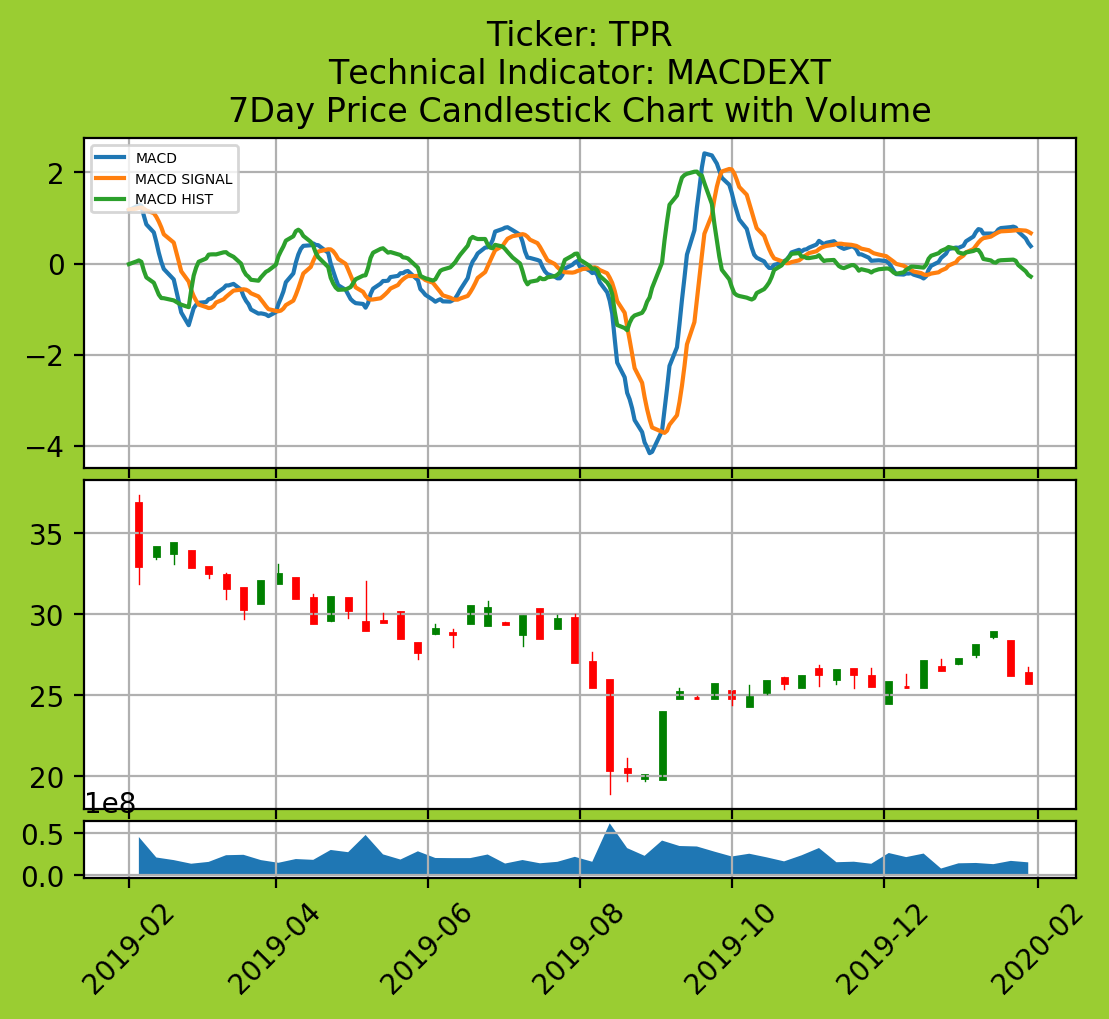 Ticker: TPR
Technical Indicator: MACDEXT
7Day Price Candlestick Chart with Volume
MACD
MACD SIGNAL
MACD HIST
2
0
−2
−4
35
30
25
20
1e8
0.5
0.0
2019-02
2019-04
2019-06
2019-08
2019-10
2019-12
2020-02